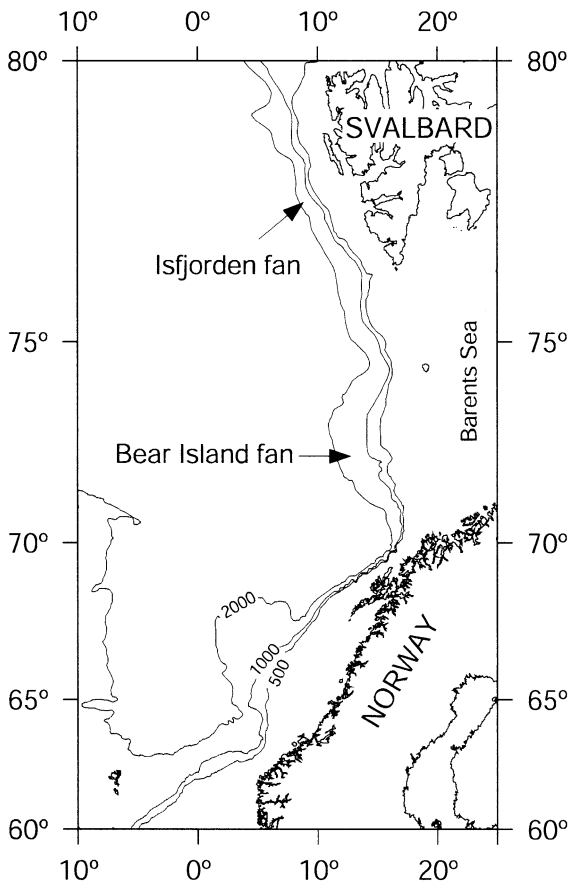 10º 0º 10º 20º
80º 80º
SVALBARD
Isfjorden fan
75º 75º
Barents Sea
Bear Island fan
70º 70º
2000
1000
500
NORWAY
65º 65º
60º 60º
10º 0º 10º 20º